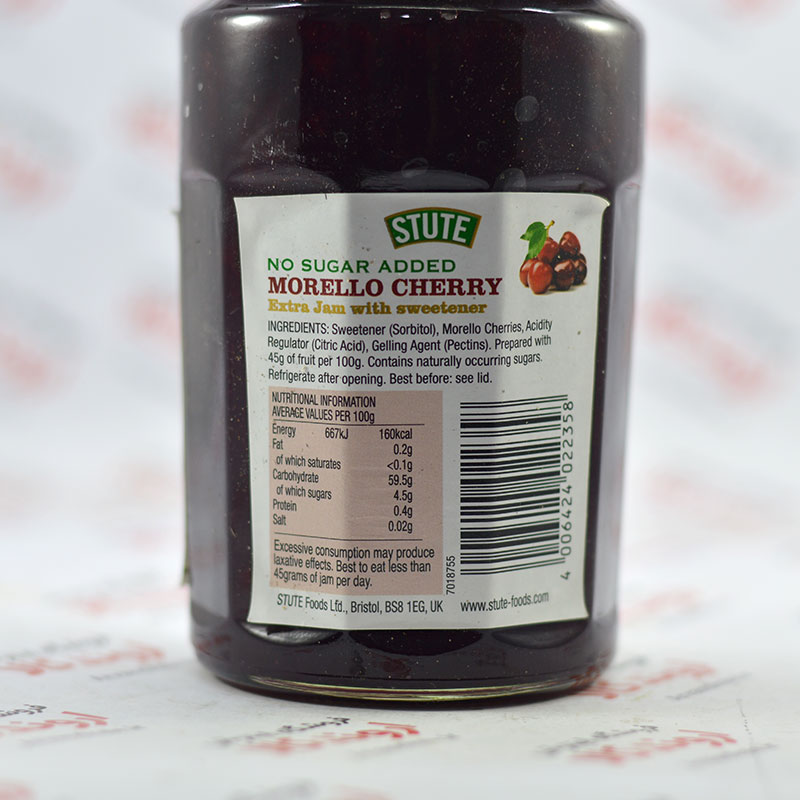 STUTE
NO SUGAR ADDED
MORELLO CHERRY
Extra Jam with sweetener
INGREDIENTS: Sweetener (Sorbitol), Morello Cherries, Acidity
Regulator (Citric Acid), Gelling Agent (Pectins). Prepared with
45g of fruit per 100g. Contains naturally occurring sugars.
Refrigerate after opening. Best before: see lid.
NUTRITIONAL INFORMATION
AVERAGE VALUES PER 100g
Energy 667kJ 160kcal
Fat 0.2g
of which saturates <0.1g
Carbohydrate 59.5g
of which sugars 4.5g
Protein 0.4g
Salt 0.02g
Excessive consumption may produce
laxative effects. Best to eat less than
45grams of jam per day.
STUTE Foods Ltd., Bristol, BS8 1EG, UK
www.stute-foods.com
7018755
4 006424 022358